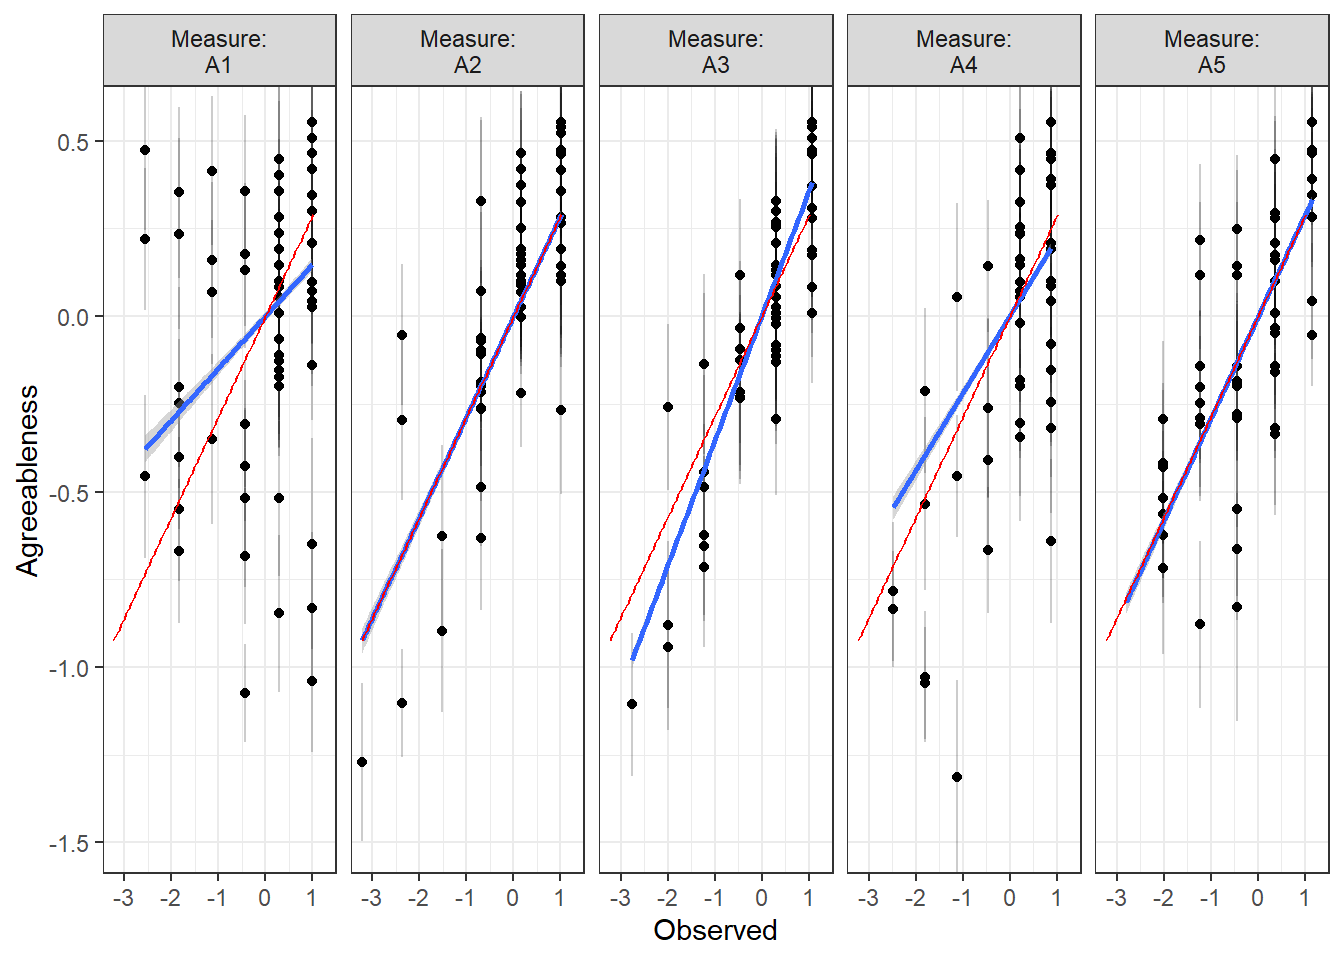 Measure:
A1
Measure:
A2
Measure:
A3
Measure:
A4
Measure:
A5
Agreeableness
0.5
0.0
-0.5
-1.0
-1.5
-3 -2 -1 0 1
-3 -2 -1 0 1
-3 -2 -1 0 1
-3 -2 -1 0 1
-3 -2 -1 0 1
Observed